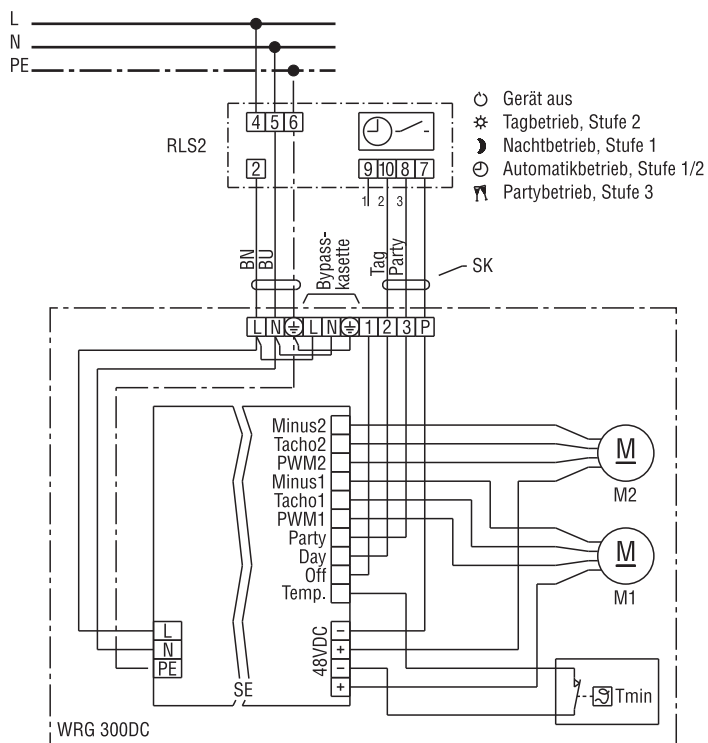 L
N
PE
4 5 6
RLS2
2
9 10 8 7
1 2 3
Gerät aus
Tagbetrieb, Stufe 2
Nachtbetrieb, Stufe 1
Automatikbetrieb, Stufe 1/2
Partybetrieb, Stufe 3
BN
BU
Bypass-
kasette
Tag
Party
SK
L N L N 1 2 3 P
Minus2
Tacho2
PWM2
Minus1
Tacho1
PWM1
Party
Day
Off
Temp.
M
M2
M
M1
L
N
PE
48VDC
−
+
−
+
SE
Tmin
WRG 300DC